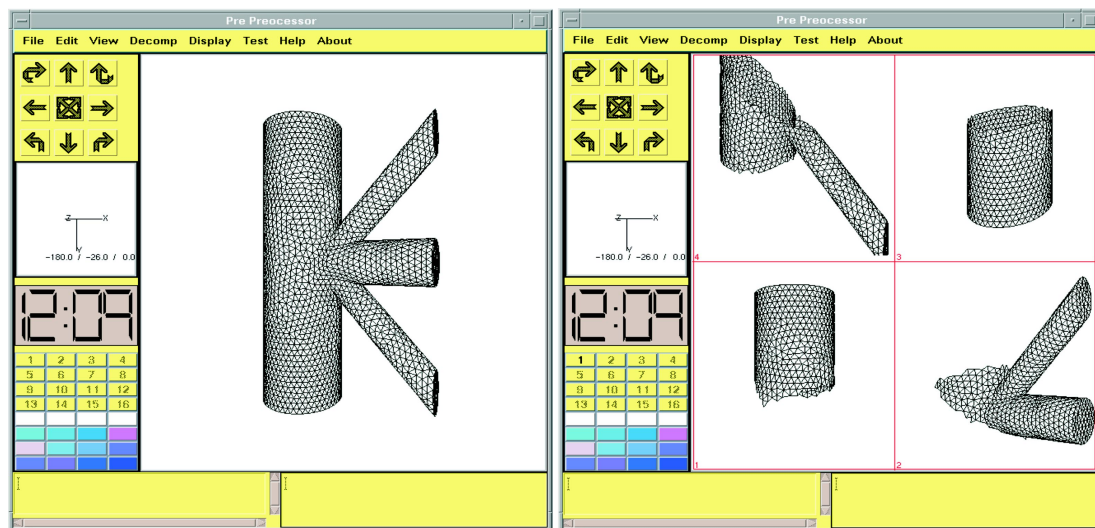 Pre Preocessor
File Edit View Decomp Display Test Help About
Z X
Y
-180.0 / -26.0 / 0.0
12:09
1 2 3 4
5 6 7 8
9 10 11 12
13 14 15 16
Pre Preocessor
File Edit View Decomp Display Test Help About
Z X
Y
-180.0 / -26.0 / 0.0
12:09
1 2 3 4
5 6 7 8
9 10 11 12
13 14 15 16
4 3
1 2